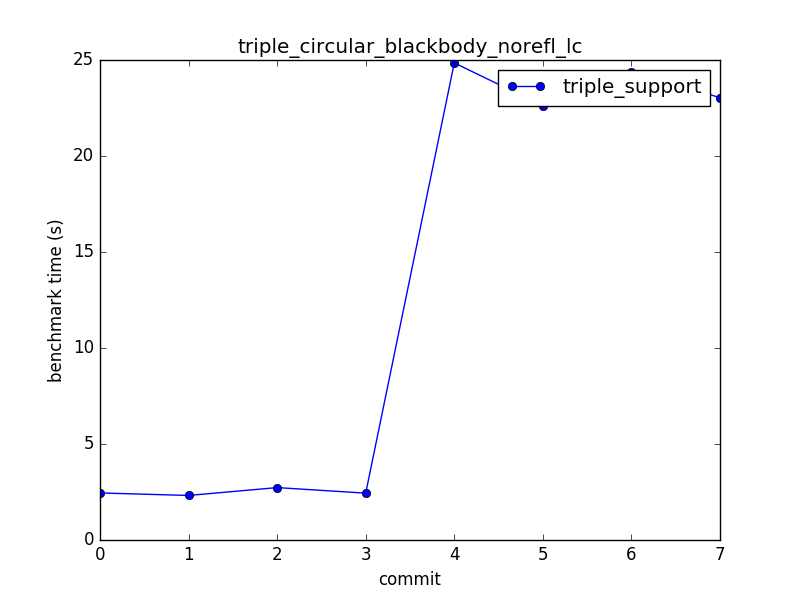 triple_circular_blackbody_norefl_lc
triple_support
benchmark time (s)
25
20
15
10
5
0
0 1 2 3 4 5 6 7
commit